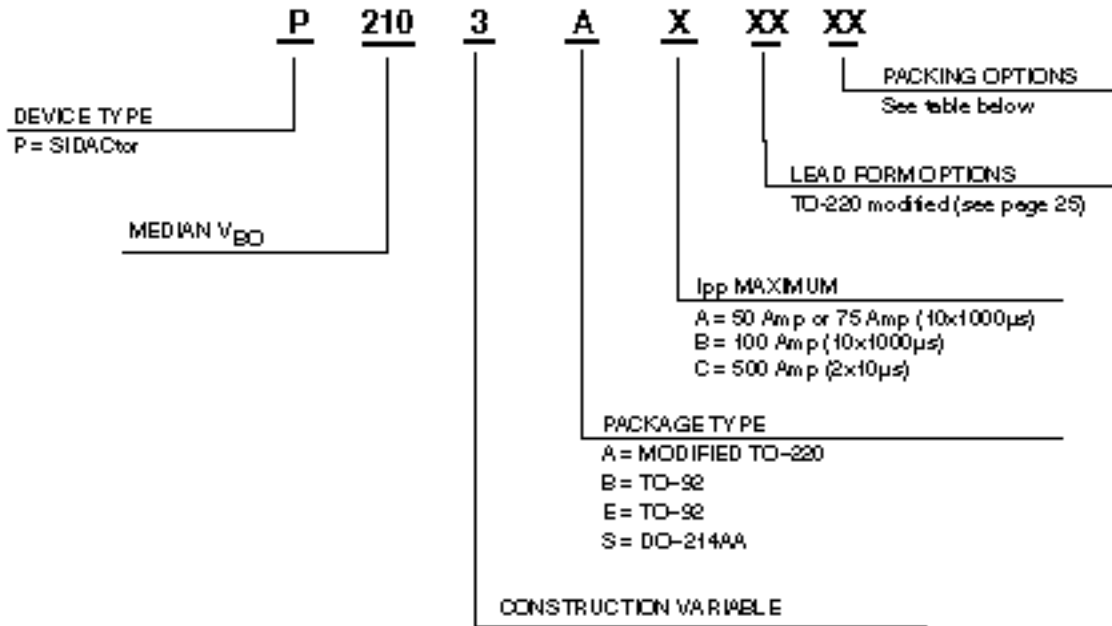 P 210 3 A X XX XX
PACKING OPTIONS
See table below
DEVICE TYPE
P = SIDACtor
LEAD FORM OPTIONS
TO-220 modified (see page 25)
MEDIAN VBO
Ipp MAXIMUM
A = 50 Amp or 75 Amp (10x1000µs)
B = 100 Amp (10x1000µs)
C = 500 Amp (2x10µs)
PACKAGE TYPE
A = MODIFIED TO-220
B = TO-92
E = TO-92
S = DO-214AA
CONSTRUCTION VARIABLE